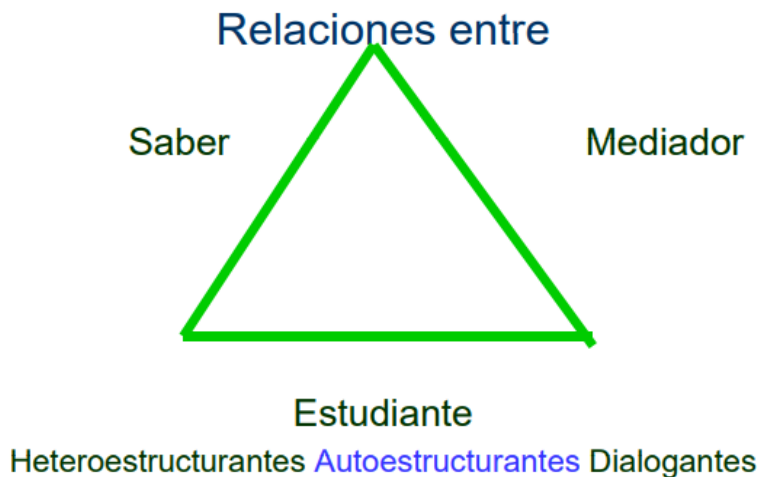 Relaciones entre
Saber
Mediador
Estudiante
Heteroestructurantes Autoestructurantes Dialogantes